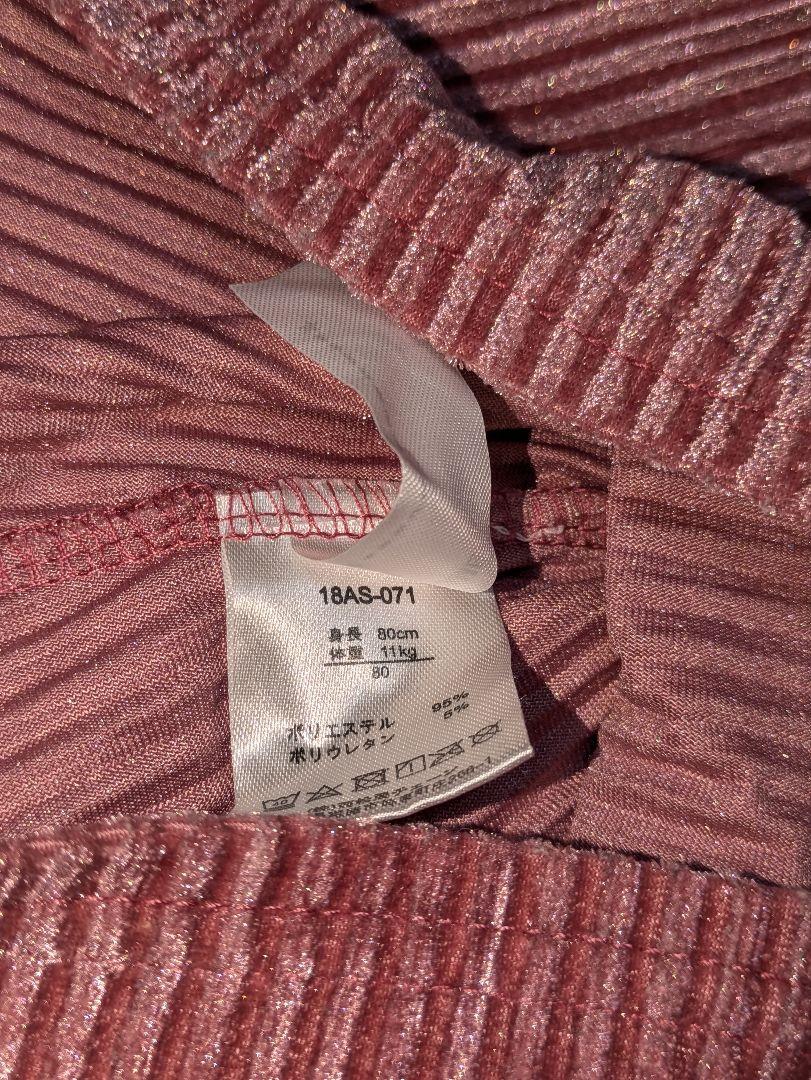 18AS-071
身長 80cm
体重 11kg
80
ポリエステル 95%
ポリウレタン 5%